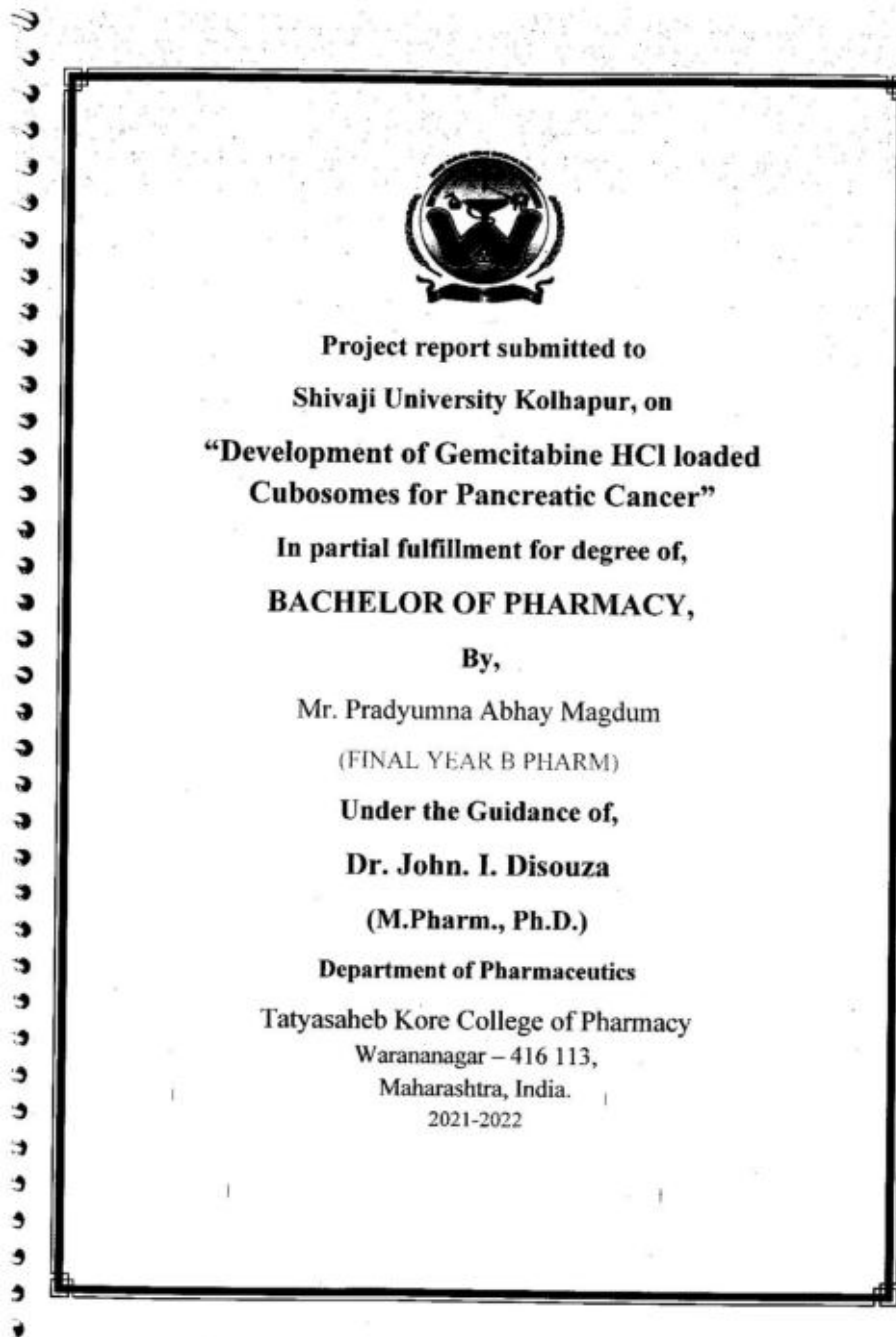 Project report submitted to
Shivaji University Kolhapur, on
“Development of Gemcitabine HCl loaded
Cubosomes for Pancreatic Cancer”
In partial fulfillment for degree of,
BACHELOR OF PHARMACY,
By,
Mr. Pradyumna Abhay Magdum
(FINAL YEAR B PHARM)
Under the Guidance of,
Dr. John. I. Disouza
(M.Pharm., Ph.D.)
Department of Pharmaceutics
Tatyasaheb Kore College of Pharmacy
Warananagar – 416 113,
Maharashtra, India.
2021-2022